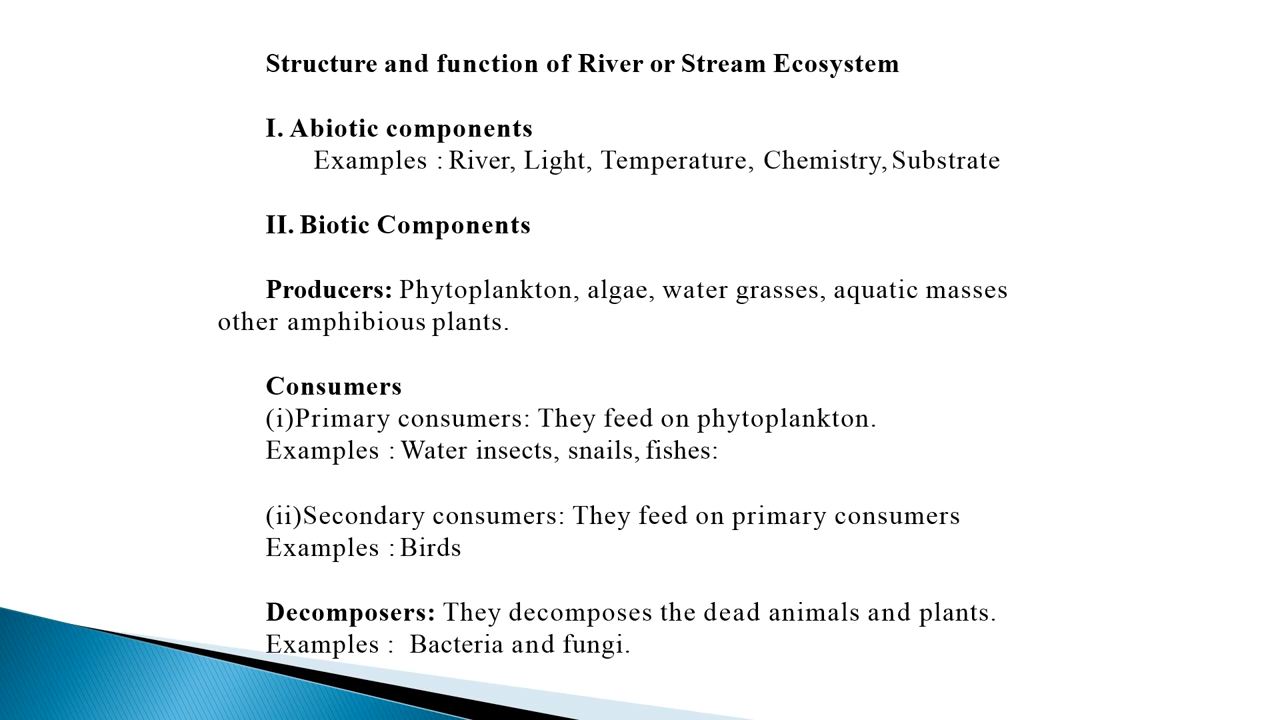 Structure and function of River or Stream Ecosystem
I. Abiotic components
Examples : River, Light, Temperature, Chemistry, Substrate
II. Biotic Components
Producers: Phytoplankton, algae, water grasses, aquatic masses
other amphibious plants.
Consumers
(i)Primary consumers: They feed on phytoplankton.
Examples : Water insects, snails, fishes:
(ii)Secondary consumers: They feed on primary consumers
Examples : Birds
Decomposers: They decomposes the dead animals and plants.
Examples : Bacteria and fungi.